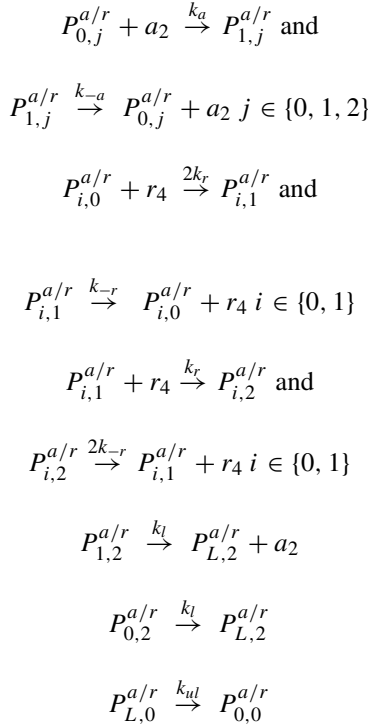 $P_{0,j}^{a/r} + a_2 \xrightarrow{k_a} P_{1,j}^{a/r}$ and
$P_{1,j}^{a/r} \xrightarrow{k_{-a}} P_{0,j}^{a/r} + a_2 \; j \in \{0, 1, 2\}$
$P_{i,0}^{a/r} + r_4 \xrightarrow{2k_r} P_{i,1}^{a/r}$ and
$P_{i,1}^{a/r} \xrightarrow{k_{-r}} P_{i,0}^{a/r} + r_4 \; i \in \{0, 1\}$
$P_{i,1}^{a/r} + r_4 \xrightarrow{k_r} P_{i,2}^{a/r}$ and
$P_{i,2}^{a/r} \xrightarrow{2k_{-r}} P_{i,1}^{a/r} + r_4 \; i \in \{0, 1\}$
$P_{1,2}^{a/r} \xrightarrow{k_l} P_{L,2}^{a/r} + a_2$
$P_{0,2}^{a/r} \xrightarrow{k_l} P_{L,2}^{a/r}$
$P_{L,0}^{a/r} \xrightarrow{k_{ul}} P_{0,0}^{a/r}$